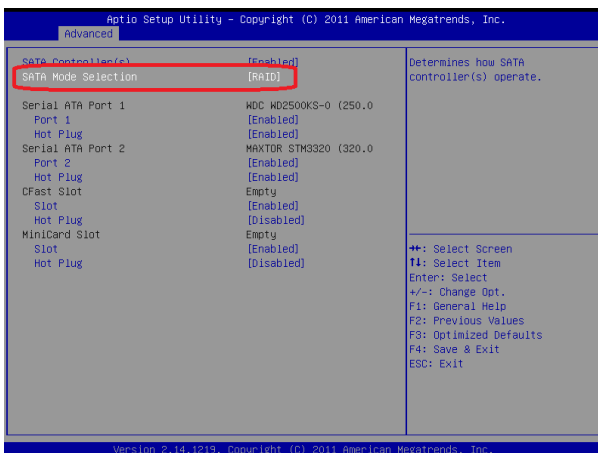 Aptio Setup Utility – Copyright (C) 2011 American Megatrends, Inc.
Advanced
SATA Controller(s) [Enabled]
SATA Mode Selection [RAID]
Serial ATA Port 1 WDC WD2500KS-0 (250.0
Port 1 [Enabled]
Hot Plug [Enabled]
Serial ATA Port 2 MAXTOR STM3320 (320.0
Port 2 [Enabled]
Hot Plug [Enabled]
CFast Slot Empty
Slot [Enabled]
Hot Plug [Disabled]
MiniCard Slot Empty
Slot [Enabled]
Hot Plug [Disabled]
Determines how SATA
controller(s) operate.
→←: Select Screen
↑↓: Select Item
Enter: Select
+/-: Change Opt.
F1: General Help
F2: Previous Values
F3: Optimized Defaults
F4: Save & Exit
ESC: Exit
Version 2.14.1219. Copyright (C) 2011 American Megatrends, Inc.